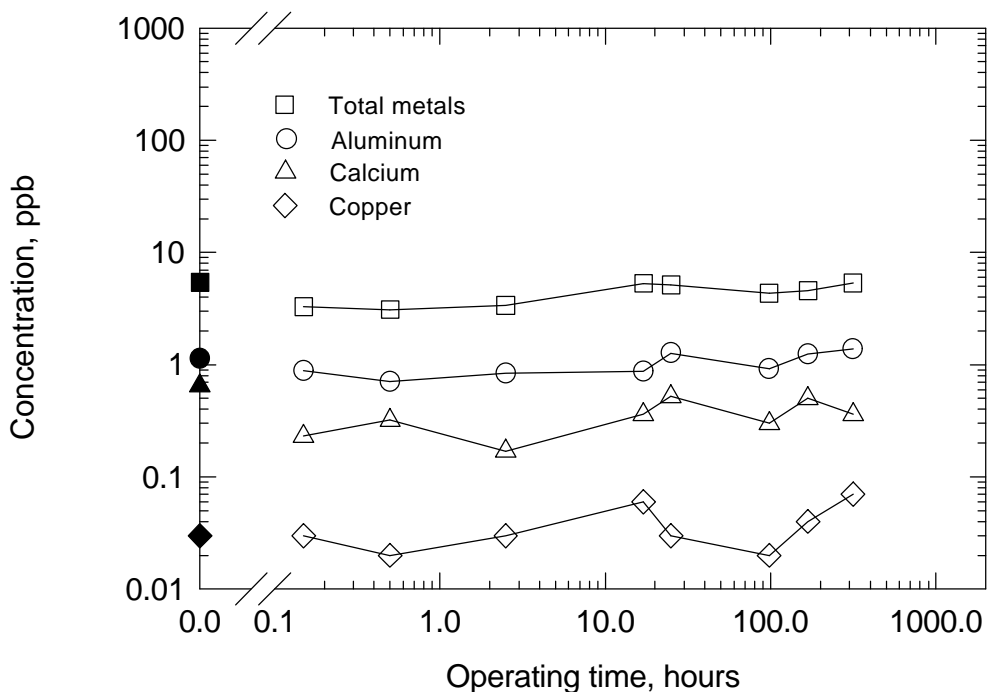 1000
100
10
1
0.1
0.01
Concentration, ppb
Total metals
Aluminum
Calcium
Copper
0.0 0.1 1.0 10.0 100.0 1000.0
Operating time, hours